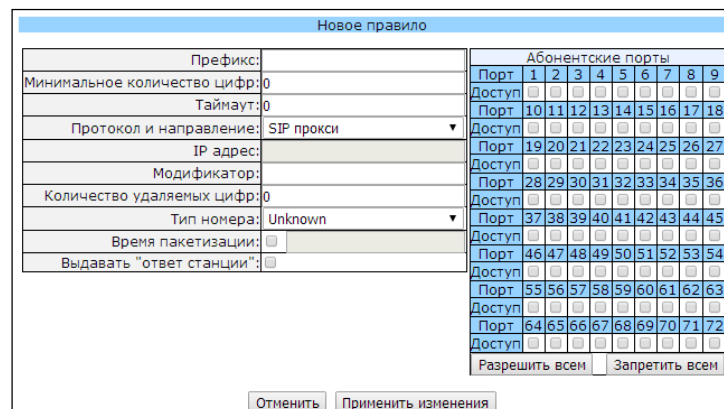 Новое правило
Префикс:
Минимальное количество цифр: 0
Таймаут: 0
Протокол и направление: SIP прокси
IP адрес:
Модификатор:
Количество удаляемых цифр: 0
Тип номера: Unknown
Время пакетизации:
Выдавать "ответ станции":
Абонентские порты
Порт 1 2 3 4 5 6 7 8 9
Доступ
Порт 10 11 12 13 14 15 16 17 18
Доступ
Порт 19 20 21 22 23 24 25 26 27
Доступ
Порт 28 29 30 31 32 33 34 35 36
Доступ
Порт 37 38 39 40 41 42 43 44 45
Доступ
Порт 46 47 48 49 50 51 52 53 54
Доступ
Порт 55 56 57 58 59 60 61 62 63
Доступ
Порт 64 65 66 67 68 69 70 71 72
Доступ
Разрешить всем Запретить всем
Отменить Применить изменения